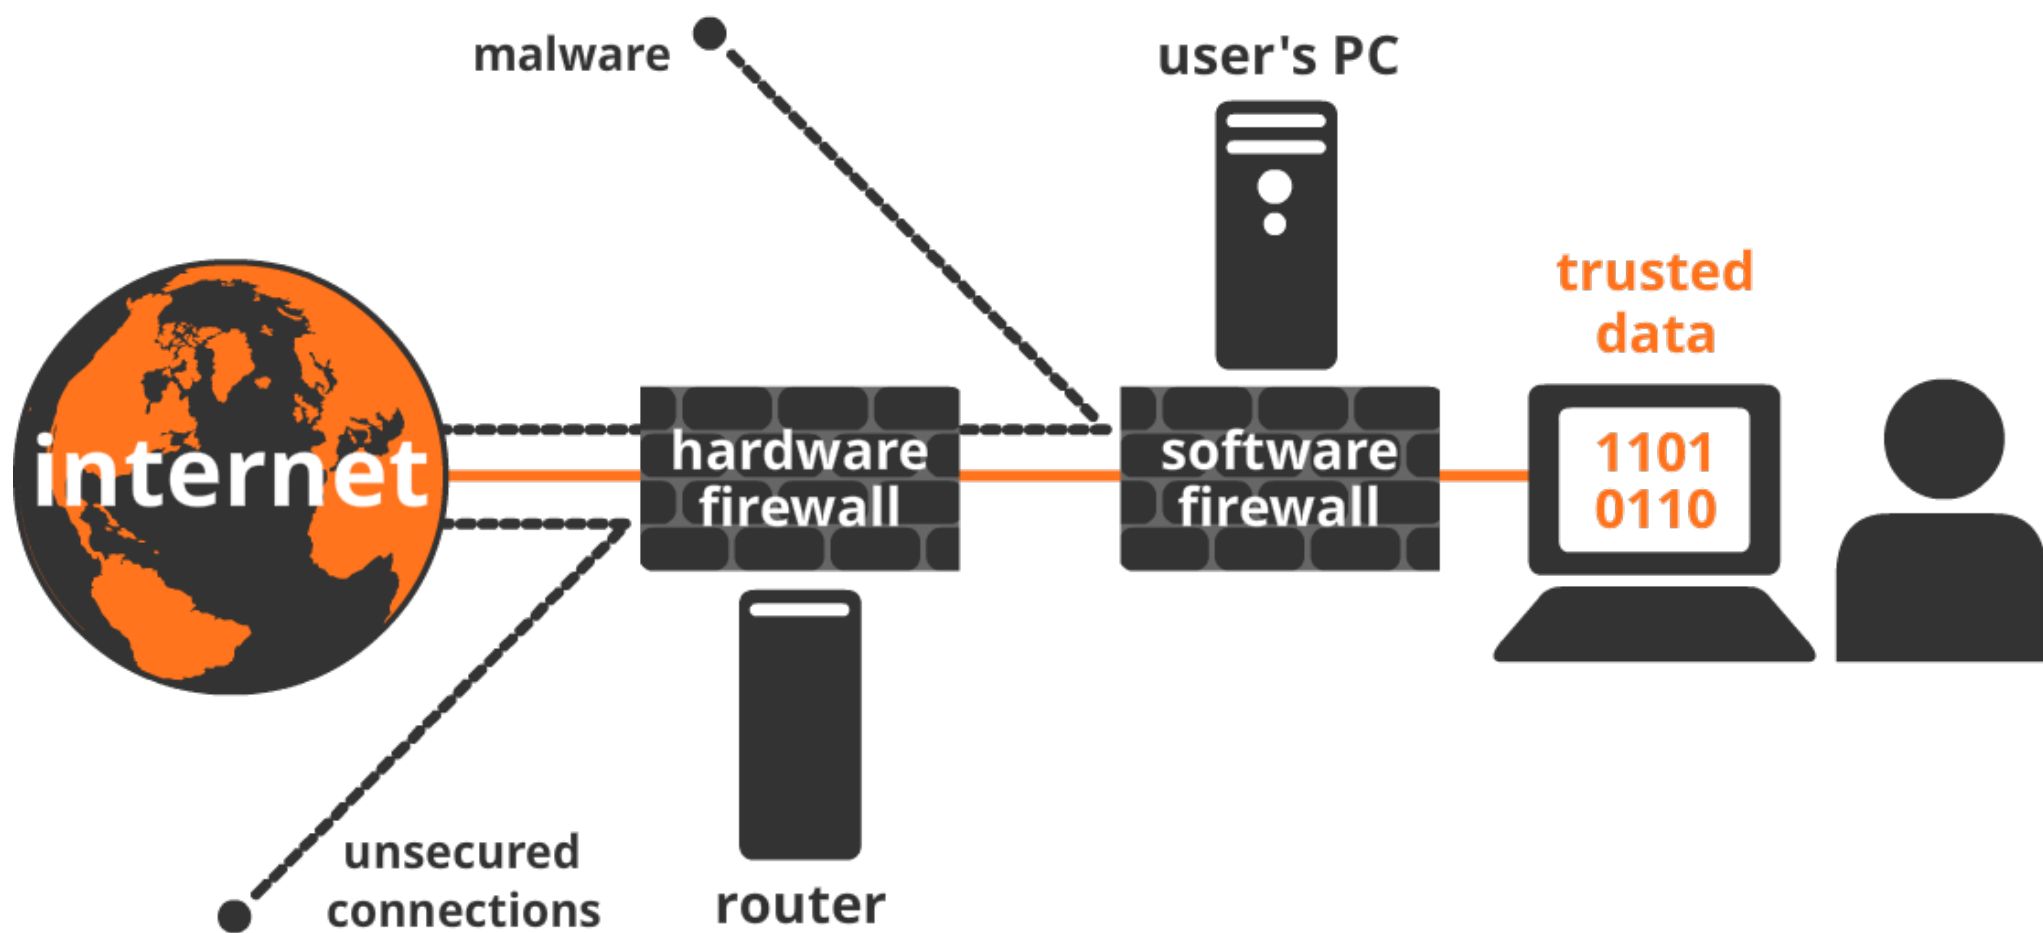 malware
user's PC
trusted
data
internet
hardware
firewall
software
firewall
1101
0110
unsecured
connections
router